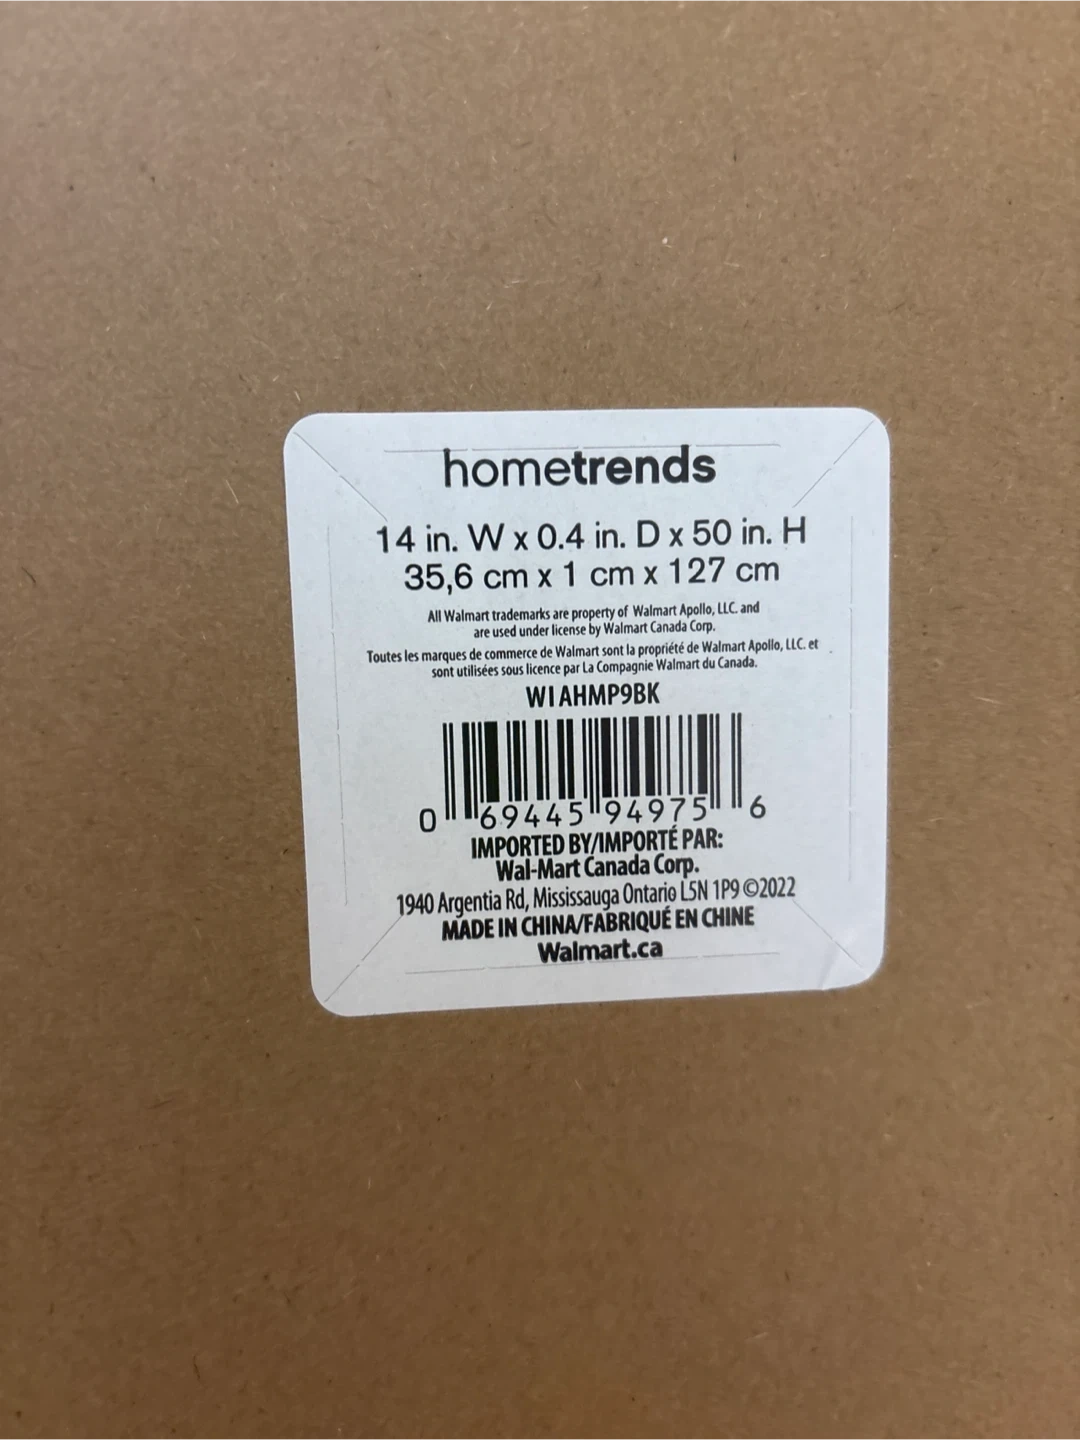 hometrends
14 in. W x 0.4 in. D x 50 in. H
35,6 cm x 1 cm x 127 cm
All Walmart trademarks are property of Walmart Apollo, LLC. and
are used under license by Walmart Canada Corp.
Toutes les marques de commerce de Walmart sont la propriété de Walmart Apollo, LLC. et
sont utilisées sous licence par La Compagnie Walmart du Canada.
WIAHMP9BK
0 69445 94975 6
IMPORTED BY/IMPORTÉ PAR:
Wal-Mart Canada Corp.
1940 Argentia Rd, Mississauga Ontario L5N 1P9 ©2022
MADE IN CHINA/FABRIQUÉ EN CHINE
Walmart.ca